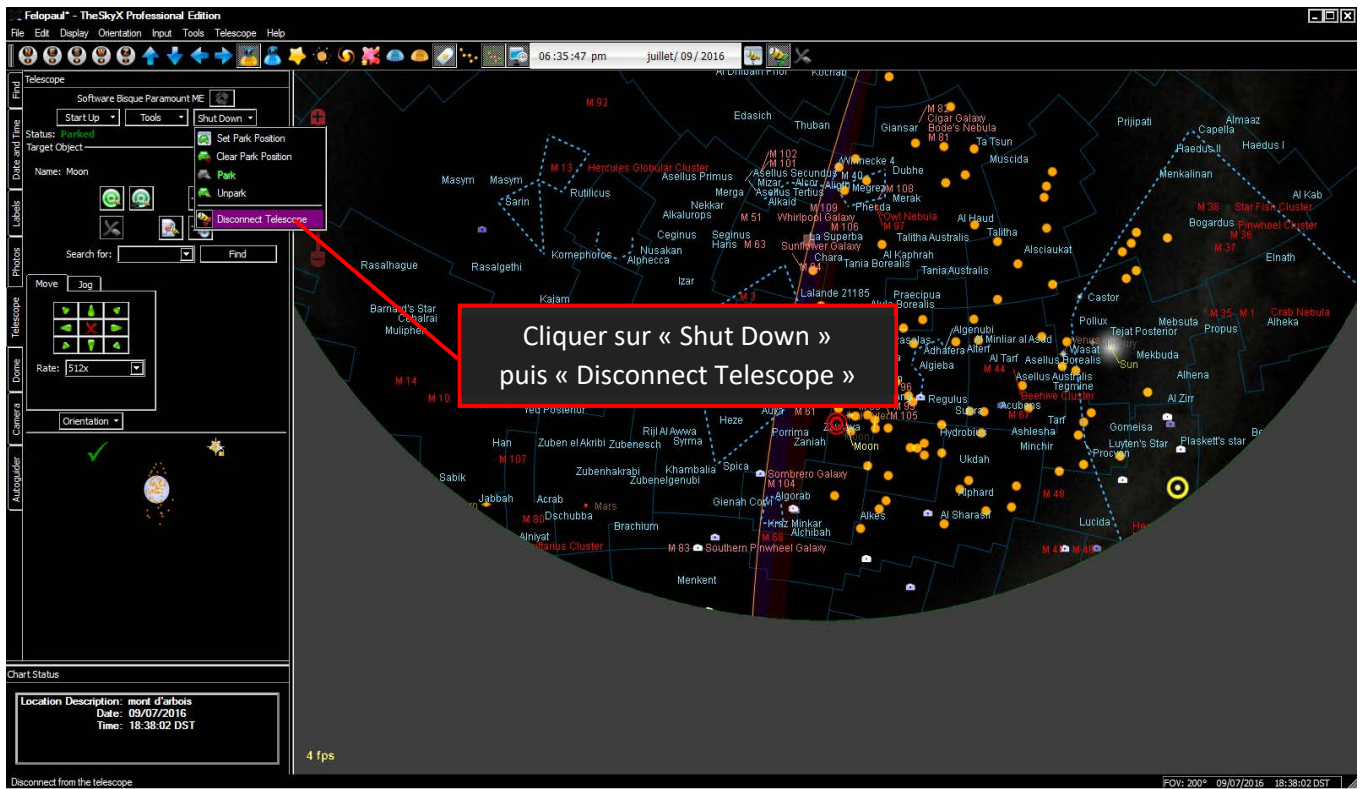 Felopaul* - TheSkyX Professional Edition
File Edit Display Orientation Input Tools Telescope Help
06:35:47 pm juillet/ 09 / 2016
Find
Date and Time
Labels
Photos
Telescope
Dome
Camera
Autoguider
Telescope
Software Bisque Paramount ME
Start Up Tools Shut Down
Status: Parked
Target Object
Name: Moon
Set Park Position
Clear Park Position
Park
Unpark
Disconnect Telescope
Search for: Find
Move Jog
Rate: 512x
Orientation
Chart Status
Location Description: mont d'arbois
Date: 09/07/2016
Time: 18:38:02 DST
Disconnect from the telescope
Cliquer sur « Shut Down »
puis « Disconnect Telescope »
Kochab
M 92
Edasich
Thuban
Giansar
M 82
Cigar Galaxy
Bode's Nebula
M 81
Ta Tsun
Muscida
Prijipati
Almaaz
Capella
Haedus II
Haedus I
Menkalinan
Al Kab
M 38 Star Fish Cluster
Bogardus Pinwheel Cluster
M 36
M 37
Elnath
M 13 Hercules Globular Cluster
M 102
M 101
Winnecke 4
Dubhe
Asellus Primus
Asellus Secundus
M 40
Mizar
Alcor
Alioth
Megrez
M 108
Merak
Masym
Masym
Rutilicus
Sarin
Merga
Asellus Tertius
Alkaid
Nekkar
Alkalurops
M 109
Phecda
M 51 Whirlpool Galaxy
Owl Nebula
M 106
M 97
Al Haud
Talitha
Ceginus
Seginus
La Superba
Talitha Australis
Haris
M 63
Sunflower Galaxy
Nusakan
Kornephoros
Alphecca
Chara
M 94
Al Kaphrah
Tania Borealis
Tania Australis
Alsciaukat
Rasalhague
Rasalgethi
Izar
M 3
Lalande 21185
Praecipua
Alula Borealis
Castor
Kajam
Barnard's Star
Cebalrai
Muliphen
Pollux
Mebsuta
Tejat Posterior
Propus
M 35
M 1
Crab Nebula
Alheka
Algenubi
Adhafera
Alterf
Al Minliar al Asad
Wasat
Sun
Mekbuda
Algieba
Al Tarf
Asellus Borealis
M 44
Asellus Australis
Alhena
Tegmine
Beehive Cluster
M 14
M 10
Regulus
Acubens
M 67
Tarf
Al Zirr
Yed Posterior
Heze
M 61
M 105
Gomeisa
Rijl Al Awwa
Porrima
Zaniah
Moon
Hydrobius
Ashlesha
Minchir
Luyten's Star
Plaskett's star
Procyon
Han
Zuben el Akribi
Zubenesch
Syrma
M 107
Ukdah
Sabik
Zubenhakrabi
Zubenelgenubi
Khambalia
Spica
Sombrero Galaxy
M 104
Algorab
Alphard
M 48
Jabbah
Acrab
Mars
M 80
Dschubba
Brachium
Kraz
Minkar
Alchibah
Alkes
Al Sharasif
Lucida
Alniyat
M 68
M 83
Southern Pinwheel Galaxy
Menkent
4 fps
FOV: 200° 09/07/2016 18:38:02 DST